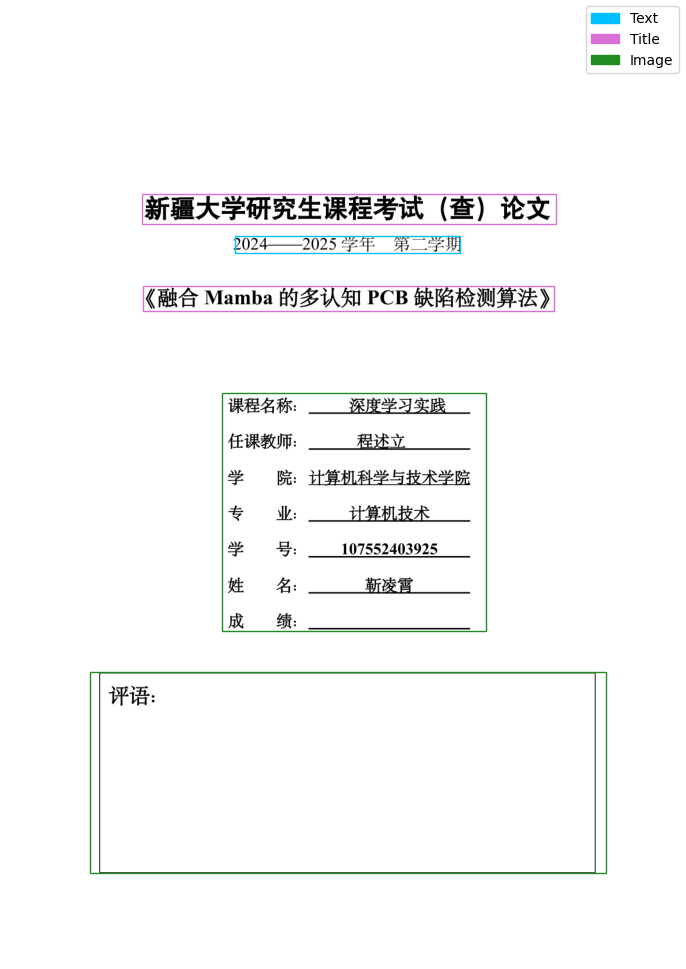 Text
Title
Image
新疆大学研究生课程考试（查）论文
2024——2025 学年 第二学期
《融合 Mamba 的多认知 PCB 缺陷检测算法》
课程名称： 深度学习实践
任课教师： 程述立
学 院： 计算机科学与技术学院
专 业： 计算机技术
学 号： 107552403925
姓 名： 靳凌霄
成 绩：
评语：